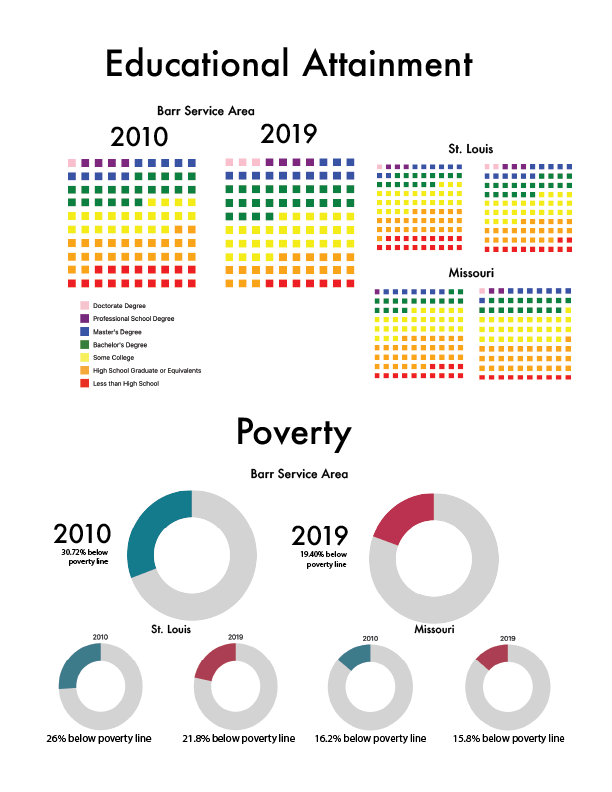 Educational Attainment
Barr Service Area
2010
2019
St. Louis
Missouri
Doctorate Degree
Professional School Degree
Master's Degree
Bachelor's Degree
Some College
High School Graduate or Equivalents
Less than High School
Poverty
Barr Service Area
2010
30.72% below
poverty line
2019
19.40% below
poverty line
St. Louis
Missouri
2010
2019
2010
2019
26% below poverty line
21.8% below poverty line
16.2% below poverty line
15.8% below poverty line